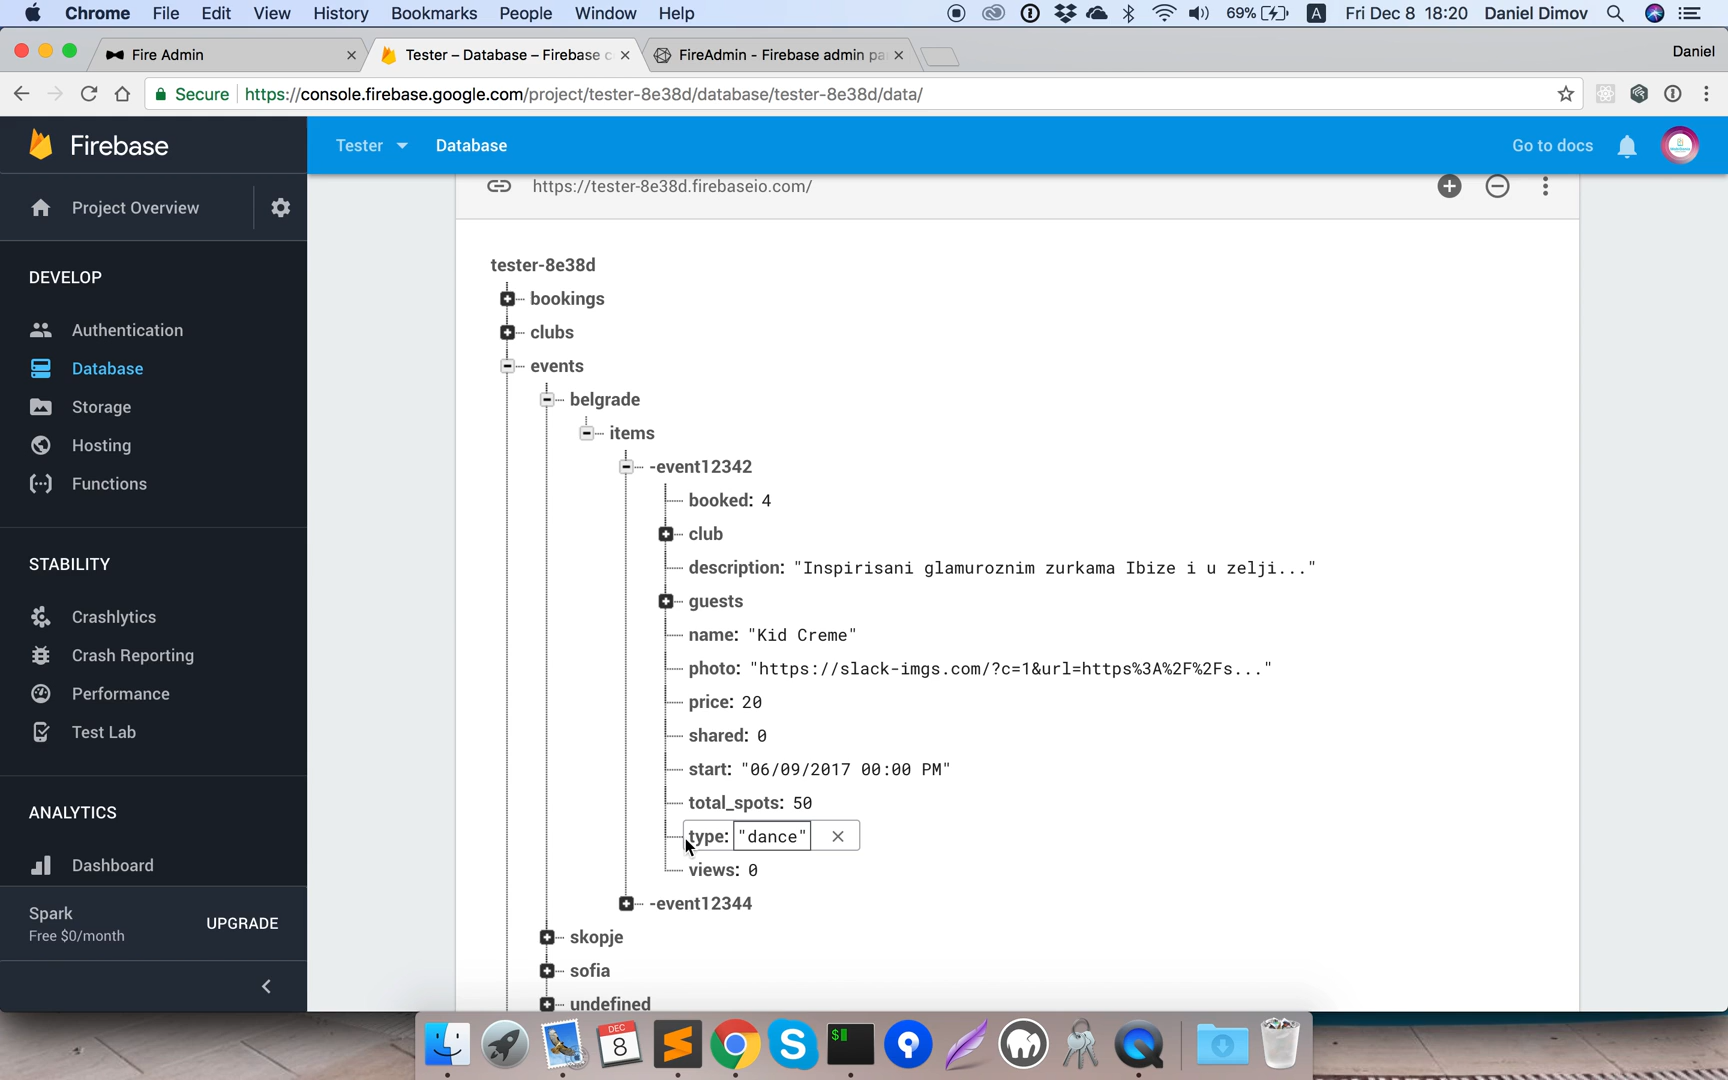 Chrome File Edit View History Bookmarks People Window Help 69% A Fri Dec 8 18:20 Daniel Dimov
Fire Admin Tester – Database – Firebase c FireAdmin - Firebase admin pa Daniel
Secure https://console.firebase.google.com/project/tester-8e38d/database/tester-8e38d/data/
Firebase
Tester Database Go to docs
https://tester-8e38d.firebaseio.com/
Project Overview
DEVELOP
Authentication
Database
Storage
Hosting
Functions
STABILITY
Crashlytics
Crash Reporting
Performance
Test Lab
ANALYTICS
Dashboard
Spark
Free $0/month
UPGRADE
tester-8e38d
bookings
clubs
events
belgrade
items
-event12342
booked: 4
club
description: "Inspirisani glamuroznim zurkama Ibize i u zelji..."
guests
name: "Kid Creme"
photo: "https://slack-imgs.com/?c=1&url=https%3A%2F%2Fs..."
price: 20
shared: 0
start: "06/09/2017 00:00 PM"
total_spots: 50
type: "dance"
views: 0
-event12344
skopje
sofia
undefined
DEC
8
$